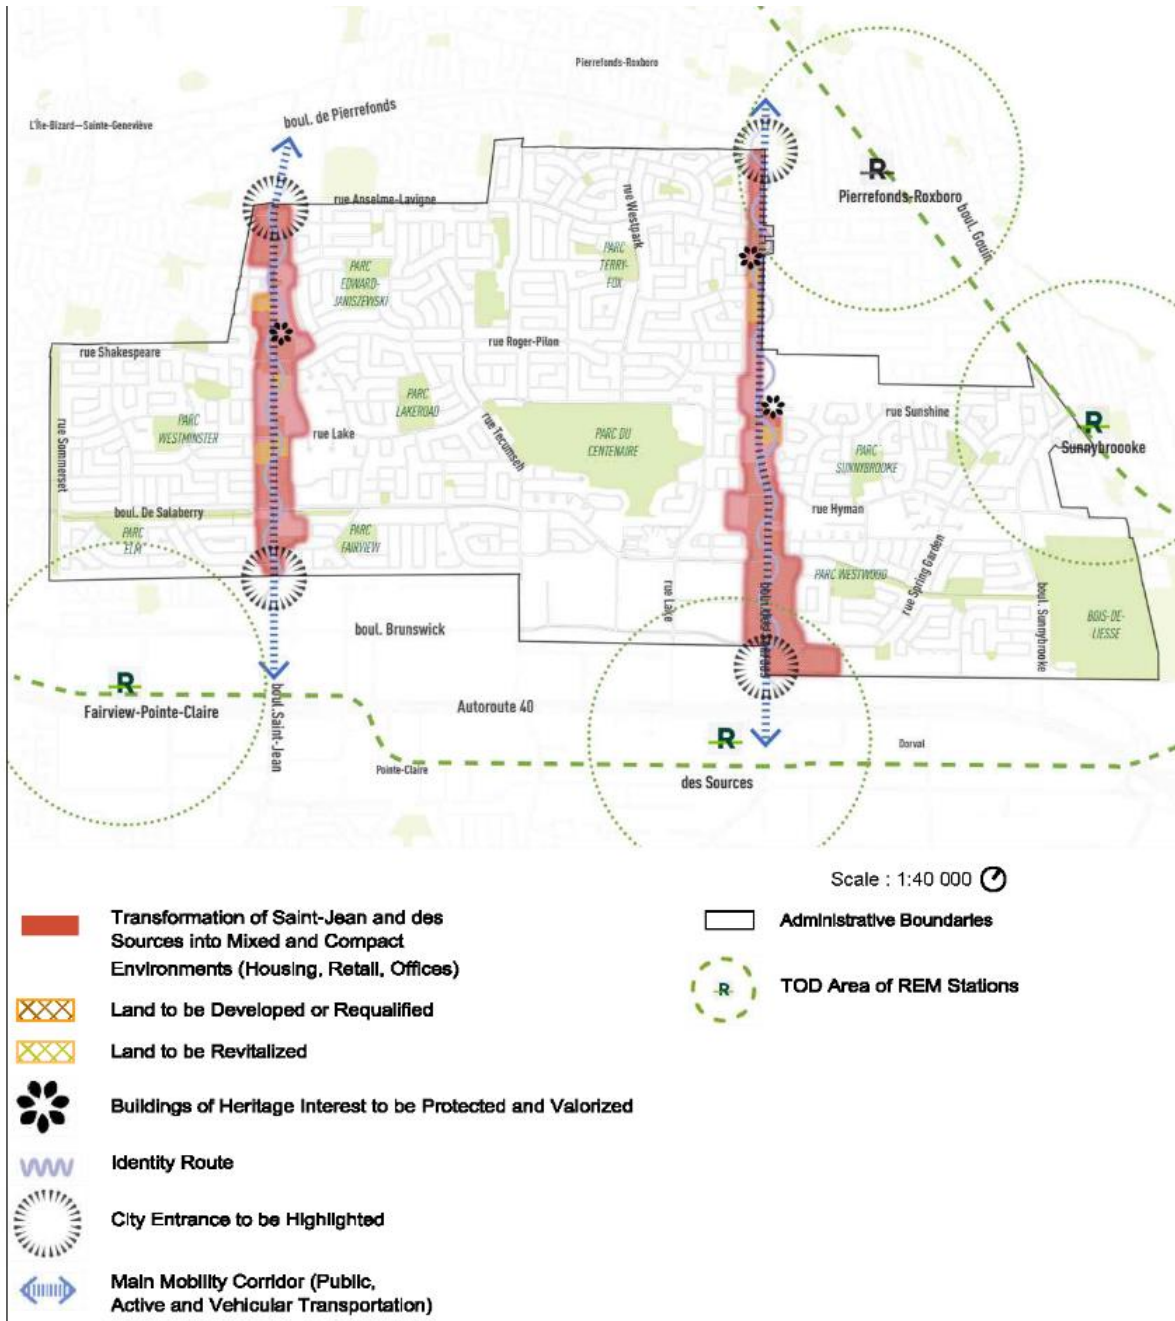 Pierrefonds-Roxboro
boul. de Pierrefonds
L'Île-Bizard—Sainte-Geneviève
R
Pierrefonds-Roxboro
boul. Gouin
rue Anselme-Lavigne
rue Westpark
PARC
EDWARD-
JANISZEWSKI
PARC
TERRY-
FOX
rue Shakespeare
rue Roger-Pilon
rue Sommerset
PARC
WESTMINSTER
PARC
LAKEROAD
rue Lake
rue Tecumseh
PARC DU
CENTENAIRE
rue Sunshine
R
Sunnybroooke
PARC
SUNNYBROOKE
rue Hyman
boul. De Salaberry
PARC
ELM
PARC
FAIRVIEW
PARC WESTWOOD
rue Spring Garden
boul. Sunnybrooke
BOIS-DE-
LIESSE
rue Lake
boul. des Sources
boul. Brunswick
R
Fairview-Pointe-Claire
boul. Saint-Jean
Autoroute 40
Pointe-Claire
R
des Sources
Dorval
Scale : 1:40 000
Transformation of Saint-Jean and des
Sources into Mixed and Compact
Environments (Housing, Retail, Offices)
Land to be Developed or Requalified
Land to be Revitalized
Buildings of Heritage Interest to be Protected and Valorized
Identity Route
City Entrance to be Highlighted
Main Mobility Corridor (Public,
Active and Vehicular Transportation)
Administrative Boundaries
R
TOD Area of REM Stations